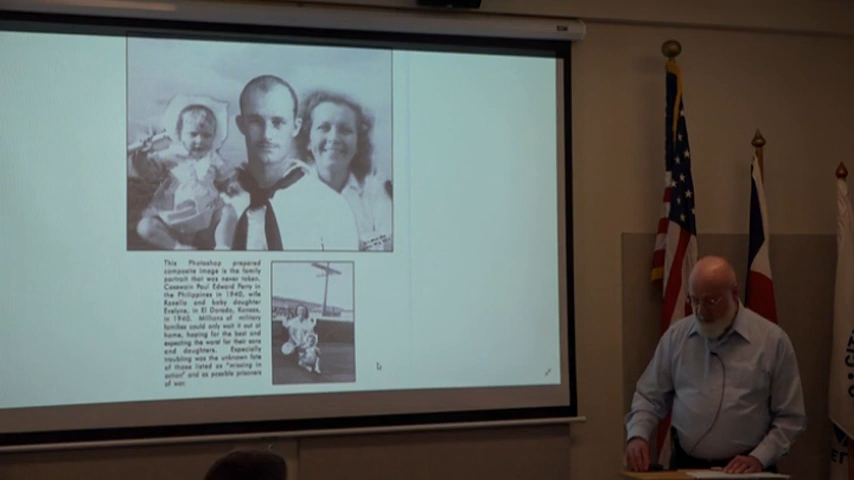 This Photoshop prepared
composite image is the family
portrait that was never taken.
Coxswain Paul Edward Perry in
the Philippines in 1940, wife
Rosella and baby daughter
Evelyne, in El Dorado, Kansas,
in 1940. Millions of military
families could only wait it out at
home, hoping for the best and
expecting the worst for their sons
and daughters. Especially
troubling was the unknown fate
of those listed as "missing in
action" and as possible prisoners
of war.